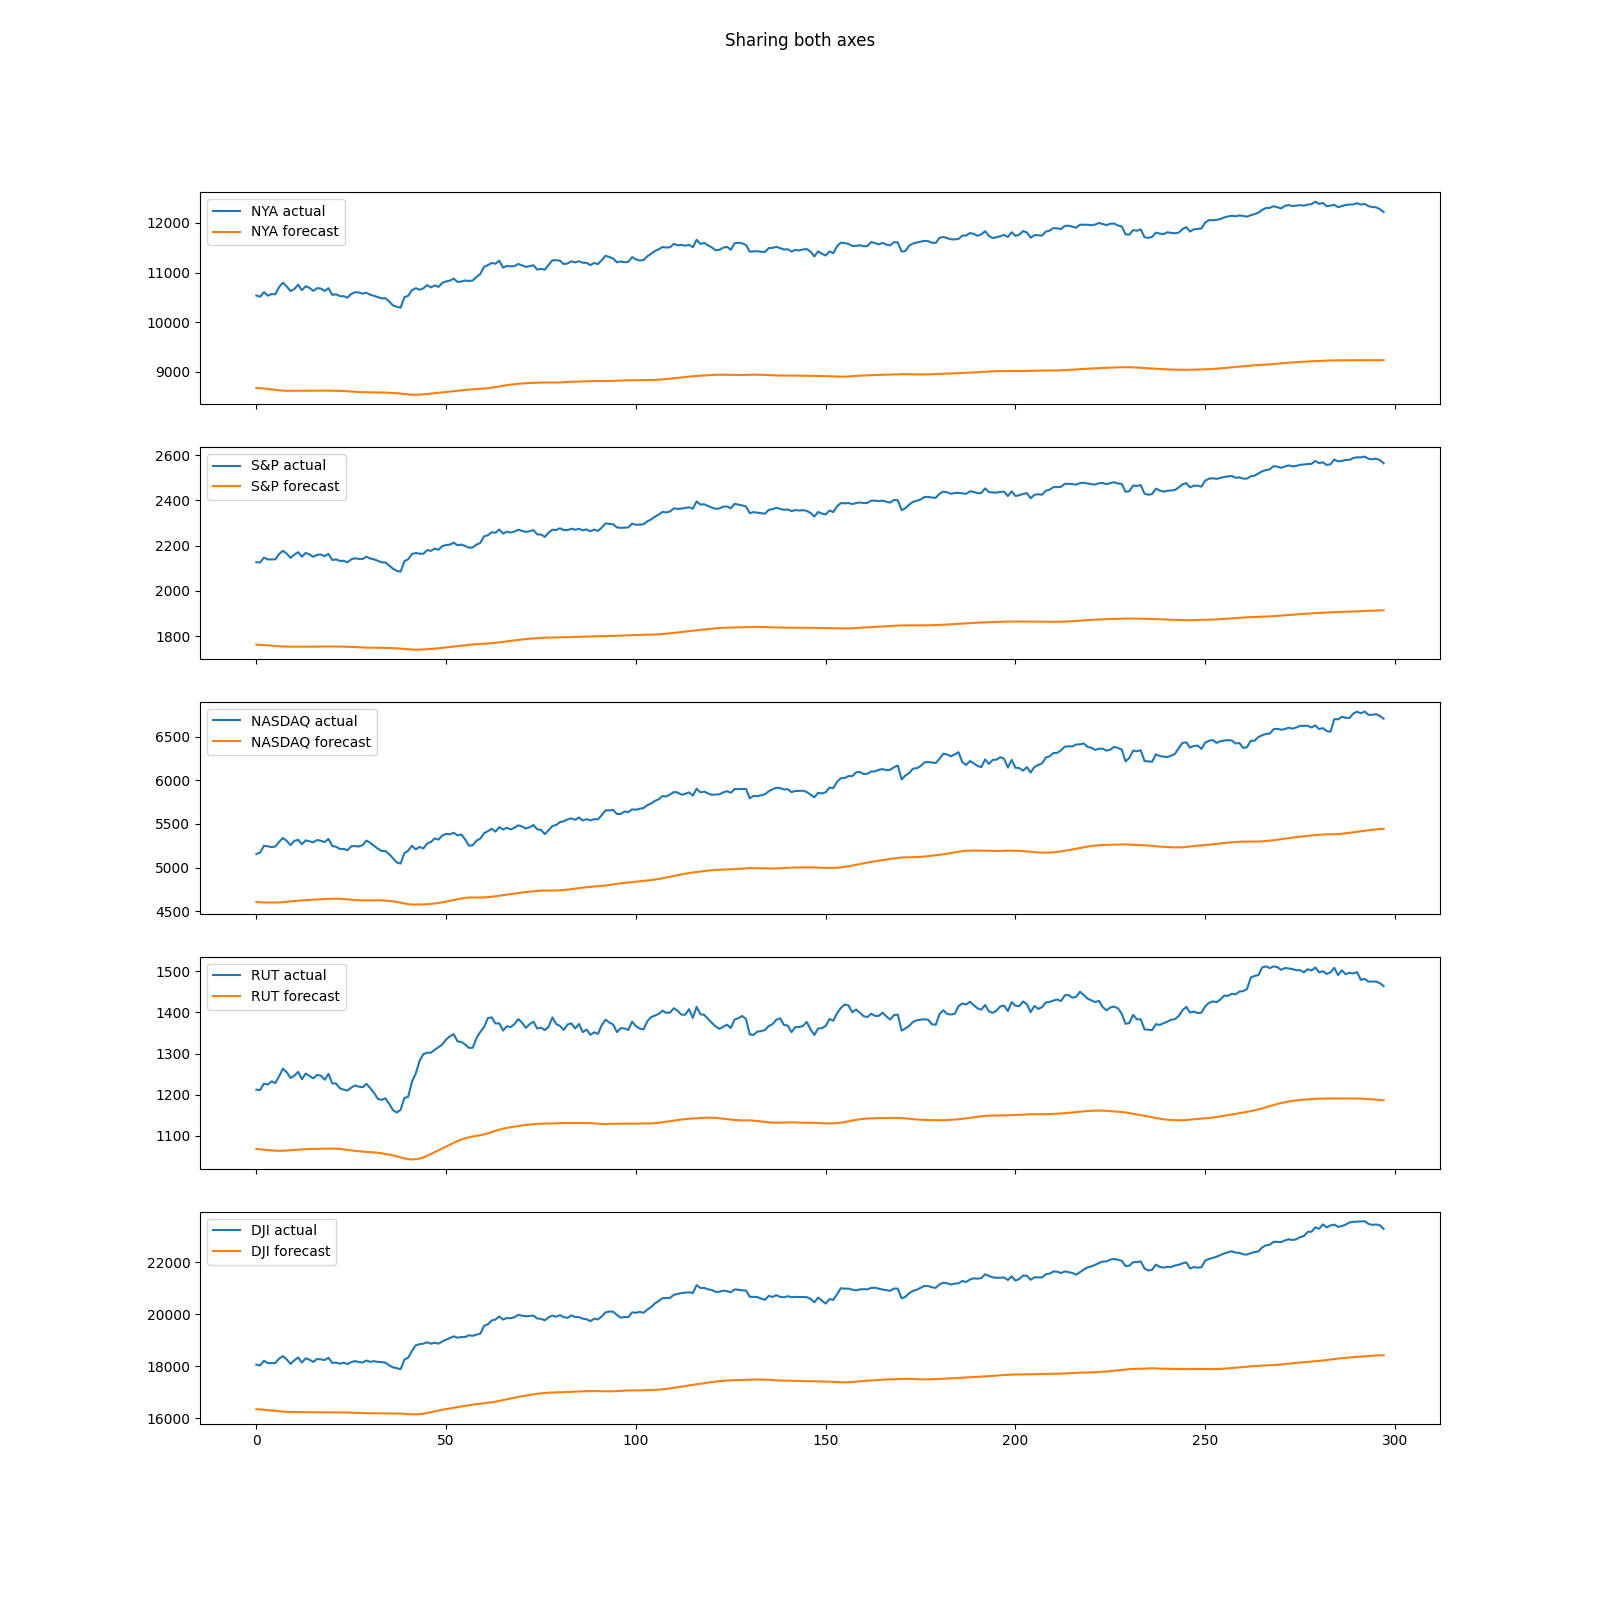 Sharing both axes
NYA actual
NYA forecast
12000
11000
10000
9000
S&P actual
S&P forecast
2600
2400
2200
2000
1800
NASDAQ actual
NASDAQ forecast
6500
6000
5500
5000
4500
RUT actual
RUT forecast
1500
1400
1300
1200
1100
DJI actual
DJI forecast
22000
20000
18000
16000
0 50 100 150 200 250 300